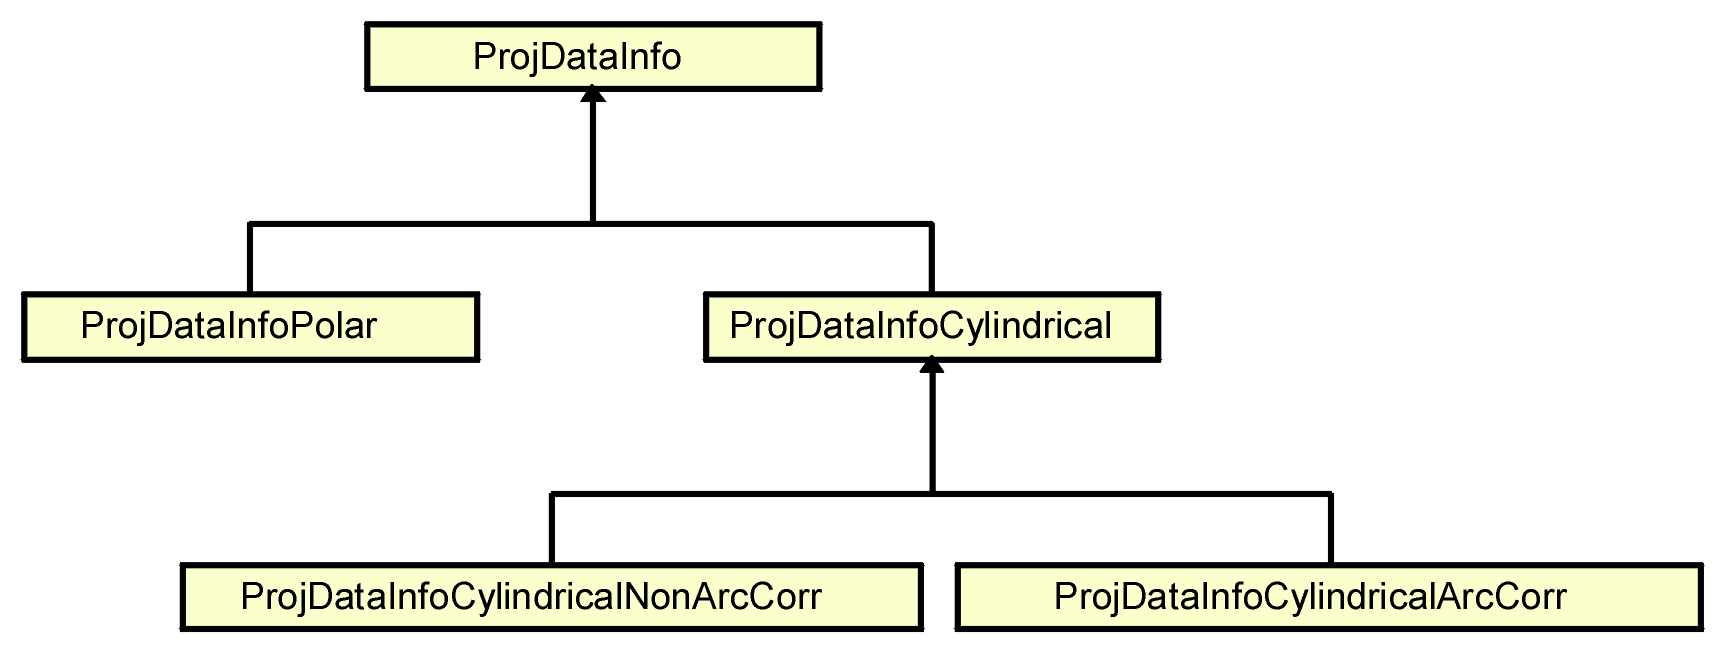 ProjDataInfo
ProjDataInfoPolar
ProjDataInfoCylindrical
ProjDataInfoCylindricalNonArcCorr
ProjDataInfoCylindricalArcCorr